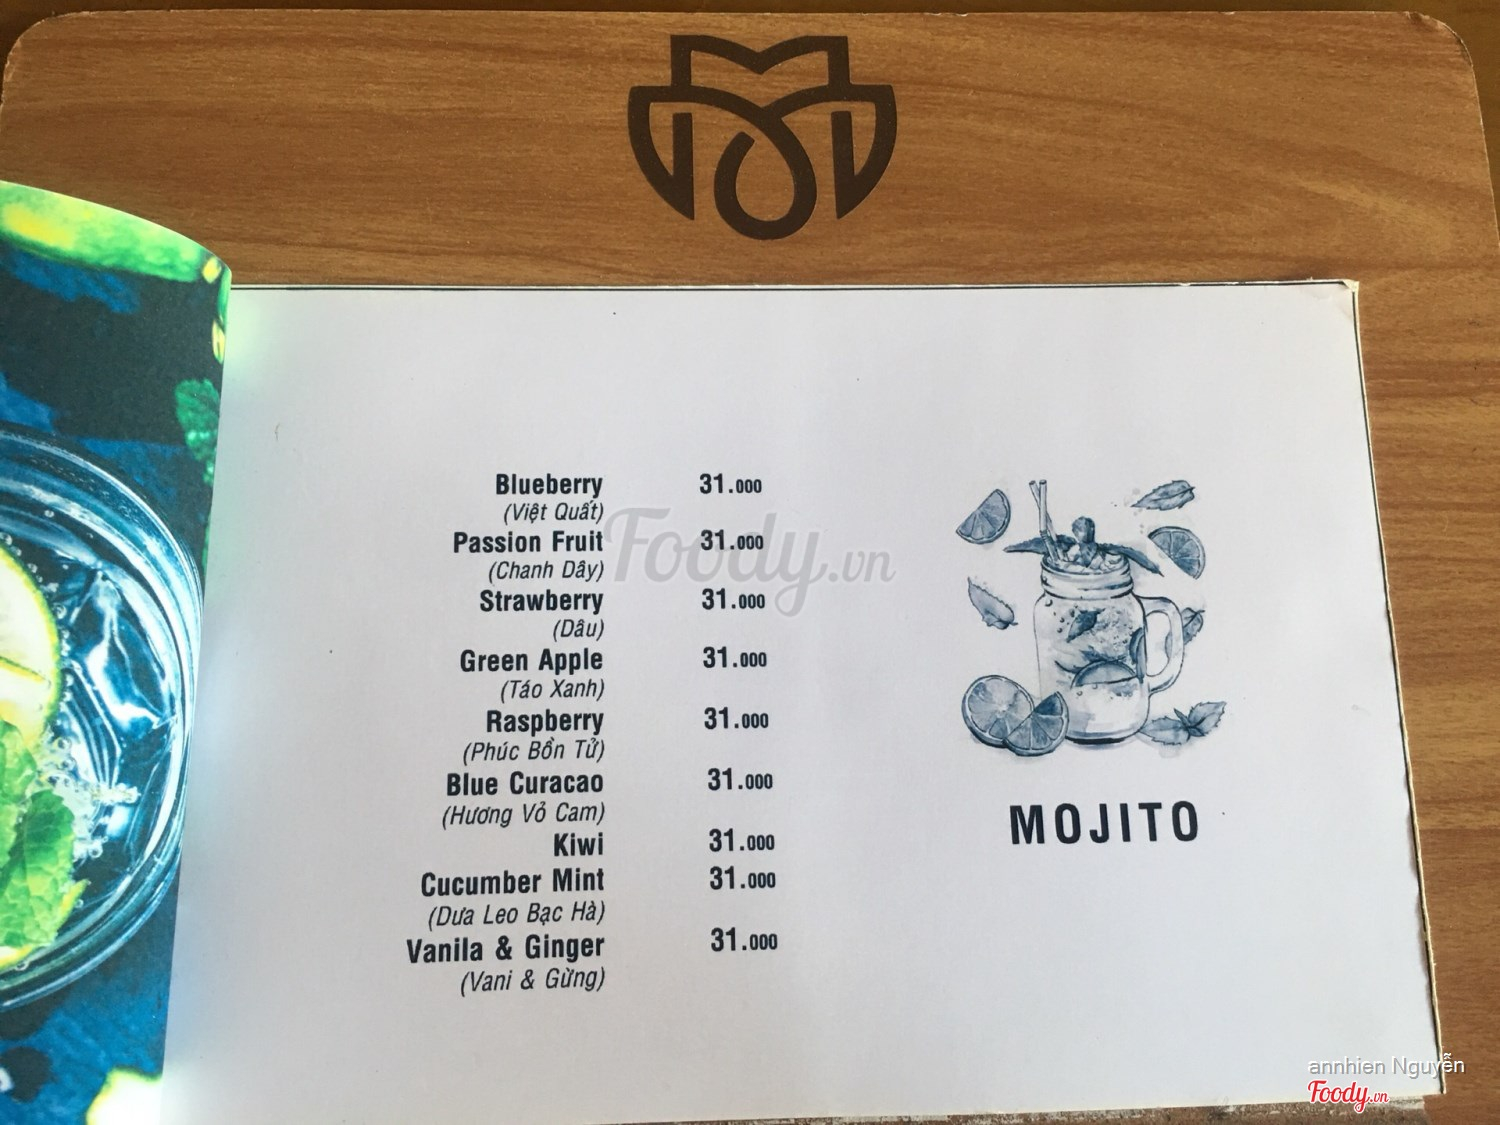 Blueberry 31.000
(Việt Quất)
Passion Fruit 31.000
(Chanh Dây)
Strawberry 31.000
(Dâu)
Green Apple 31.000
(Táo Xanh)
Raspberry 31.000
(Phúc Bồn Tử)
Blue Curacao 31.000
(Hương Vỏ Cam)
Kiwi 31.000
Cucumber Mint 31.000
(Dưa Leo Bạc Hà)
Vanila & Ginger 31.000
(Vani & Gừng)
MOJITO
Foody.vn
annhien Nguyễn
Foody.vn